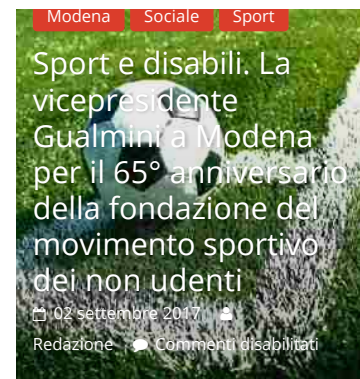 Modena Sociale Sport
Sport e disabili. La
vicepresidente
Gualmini a Modena
per il 65° anniversario
della fondazione del
movimento sportivo
dei non udenti
02 settembre 2017
Redazione Commenti disabilitati